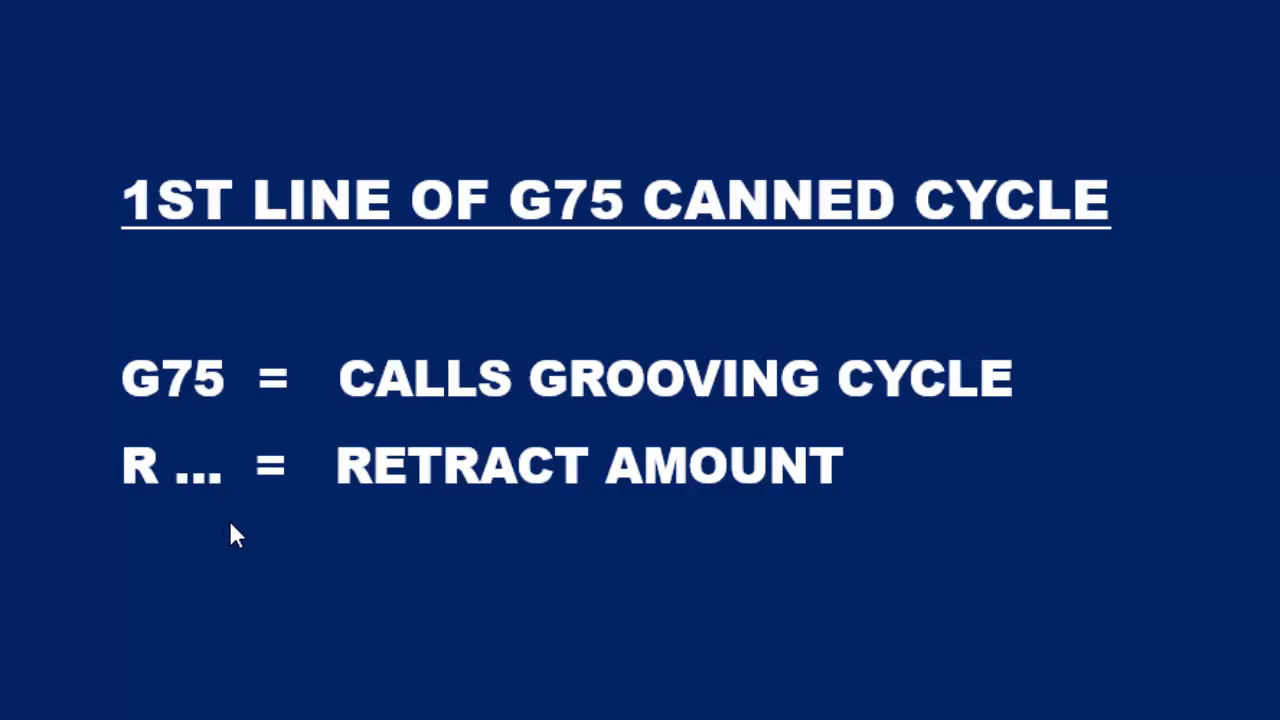 1ST LINE OF G75 CANNED CYCLE
G75 = CALLS GROOVING CYCLE
R ... = RETRACT AMOUNT